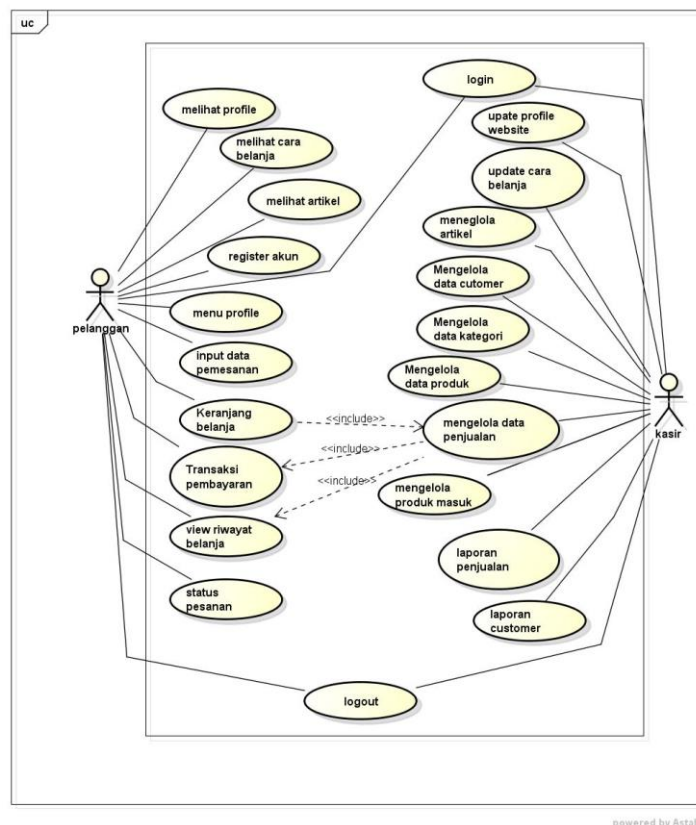 uc
melihat profile
melihat cara
belanja
melihat artikel
register akun
menu profile
input data
pemesanan
Keranjang
belanja
Transaksi
pembayaran
view riwayat
belanja
status
pesanan
logout
pelanggan
<<include>>
<<include>>
<<include>>
login
upate profile
website
update cara
belanja
meneglola
artikel
Mengelola
data cutomer
Mengelola
data kategori
Mengelola
data produk
mengelola data
penjualan
mengelola
produk masuk
laporan
penjualan
laporan
customer
kasir
powered by Astah